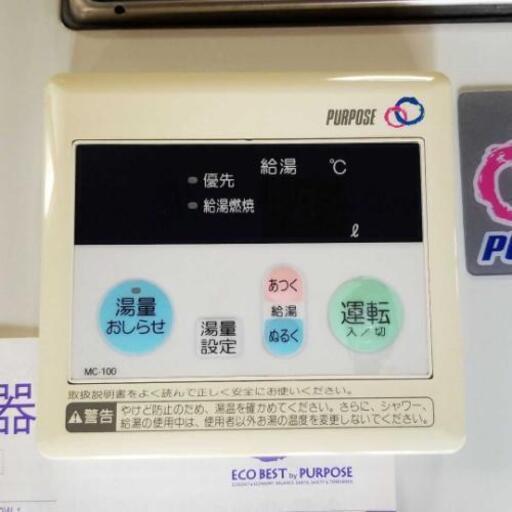 PURPOSE
給湯 ℃
優先
給湯燃焼
ℓ
湯量
おしらせ
湯量
設定
あつく
給湯
ぬるく
運転
入/切
MC-100
取扱説明書をよく読んで正しく安全にお使いください。
警告
やけど防止のため、湯温を確かめてください。さらに、シャワー、
給湯の使用中は、使用者以外お湯の温度を変更しないでください。
器
ECO BEST by PURPOSE
PU